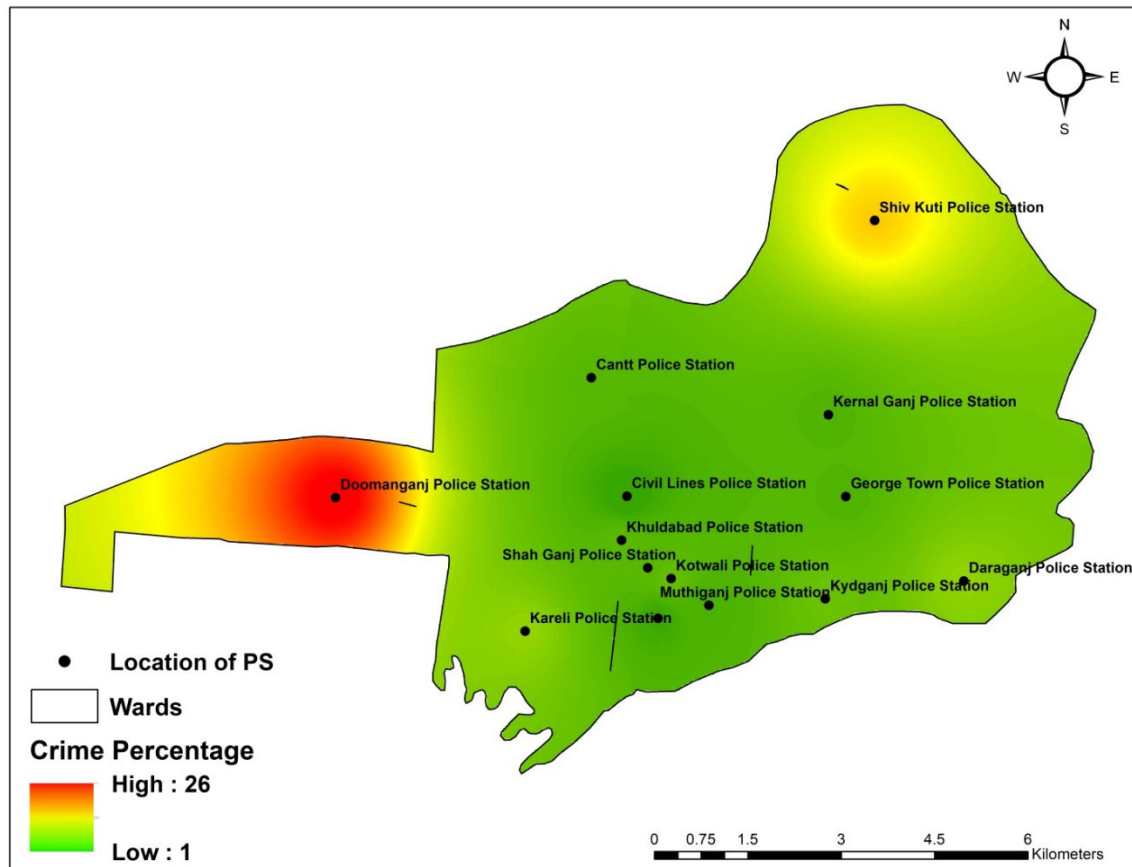 N
W E
S
Shiv Kuti Police Station
Cantt Police Station
Kernal Ganj Police Station
Doomanganj Police Station
Civil Lines Police Station
George Town Police Station
Khuldabad Police Station
Shah Ganj Police Station
Kotwali Police Station
Daraganj Police Station
Muthiganj Police Station
Kydganj Police Station
Kareli Police Station
Location of PS
Wards
Crime Percentage
High : 26
Low : 1
0 0.75 1.5 3 4.5 6
Kilometers